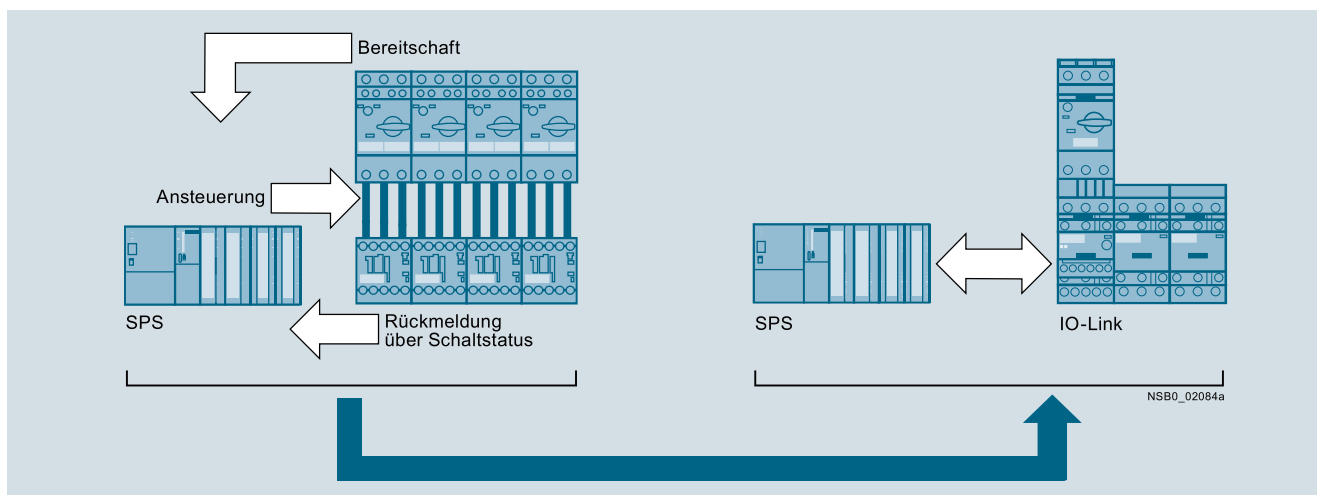 Bereitschaft
Ansteuerung
SPS
Rückmeldung
über Schaltstatus
SPS
IO-Link
NSB0_02084a